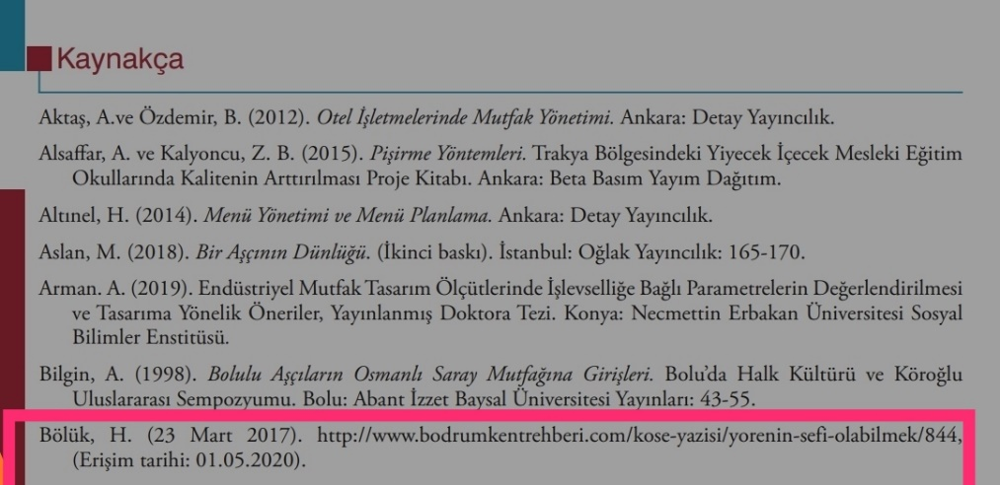 Kaynakça
Aktaş, A.ve Özdemir, B. (2012). Otel İşletmelerinde Mutfak Yönetimi. Ankara: Detay Yayıncılık.
Alsaffar, A. ve Kalyoncu, Z. B. (2015). Pişirme Yöntemleri. Trakya Bölgesindeki Yiyecek İçecek Mesleki Eğitim
Okullarında Kalitenin Arttırılması Proje Kitabı. Ankara: Beta Basım Yayım Dağıtım.
Altınel, H. (2014). Menü Yönetimi ve Menü Planlama. Ankara: Detay Yayıncılık.
Aslan, M. (2018). Bir Aşçının Dünlüğü. (İkinci baskı). İstanbul: Oğlak Yayıncılık: 165-170.
Arman. A. (2019). Endüstriyel Mutfak Tasarım Ölçütlerinde İşlevselliğe Bağlı Parametrelerin Değerlendirilmesi
ve Tasarıma Yönelik Öneriler, Yayınlanmış Doktora Tezi. Konya: Necmettin Erbakan Üniversitesi Sosyal
Bilimler Enstitüsü.
Bilgin, A. (1998). Bolulu Aşçıların Osmanlı Saray Mutfağına Girişleri. Bolu'da Halk Kültürü ve Köroğlu
Uluslararası Sempozyumu. Bolu: Abant İzzet Baysal Üniversitesi Yayınları: 43-55.
Bölük, H. (23 Mart 2017). http://www.bodrumkentrehberi.com/kose-yazisi/yorenin-sefi-olabilmek/844,
(Erişim tarihi: 01.05.2020).